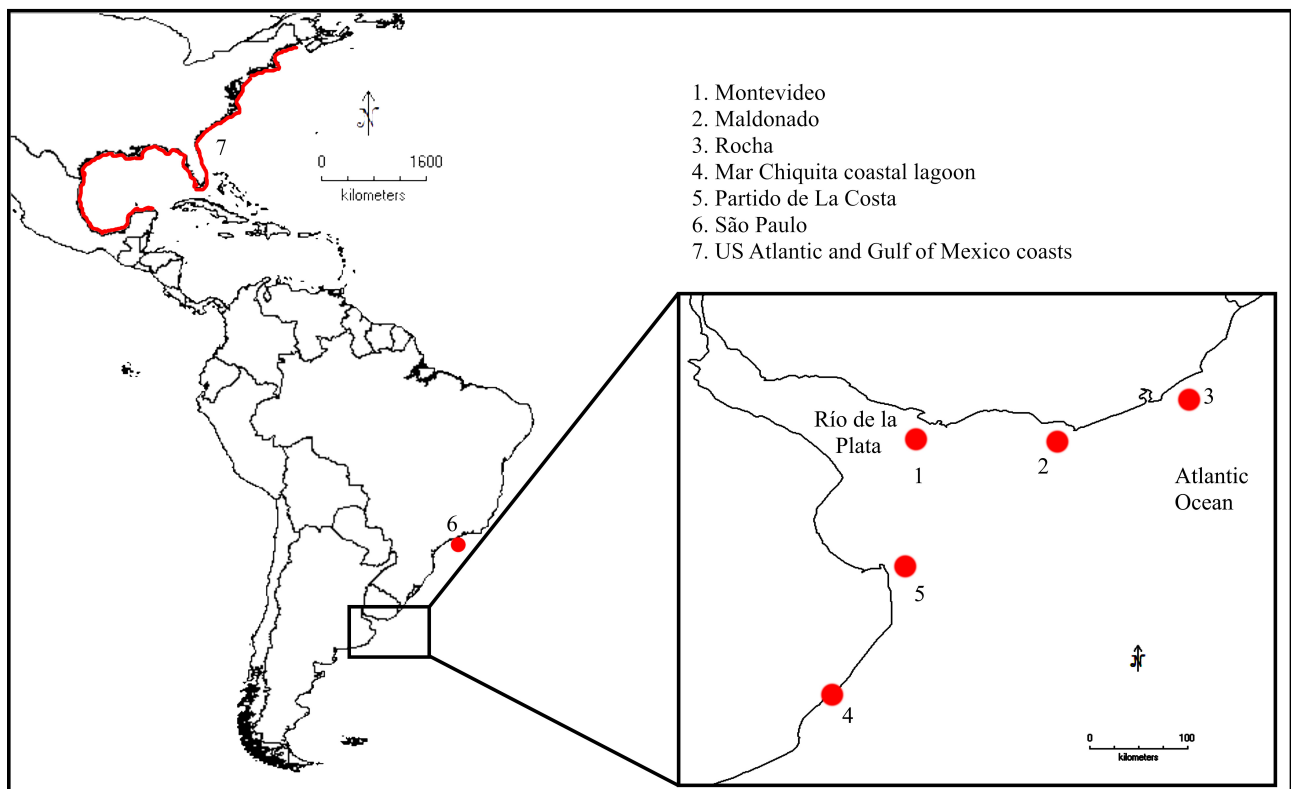 1. Montevideo
2. Maldonado
3. Rocha
4. Mar Chiquita coastal lagoon
5. Partido de La Costa
6. São Paulo
7. US Atlantic and Gulf of Mexico coasts
7
N
0 1600
kilometers
6
Río de la
Plata
1
2
3
Atlantic
Ocean
5
4
N
0 100
kilometers